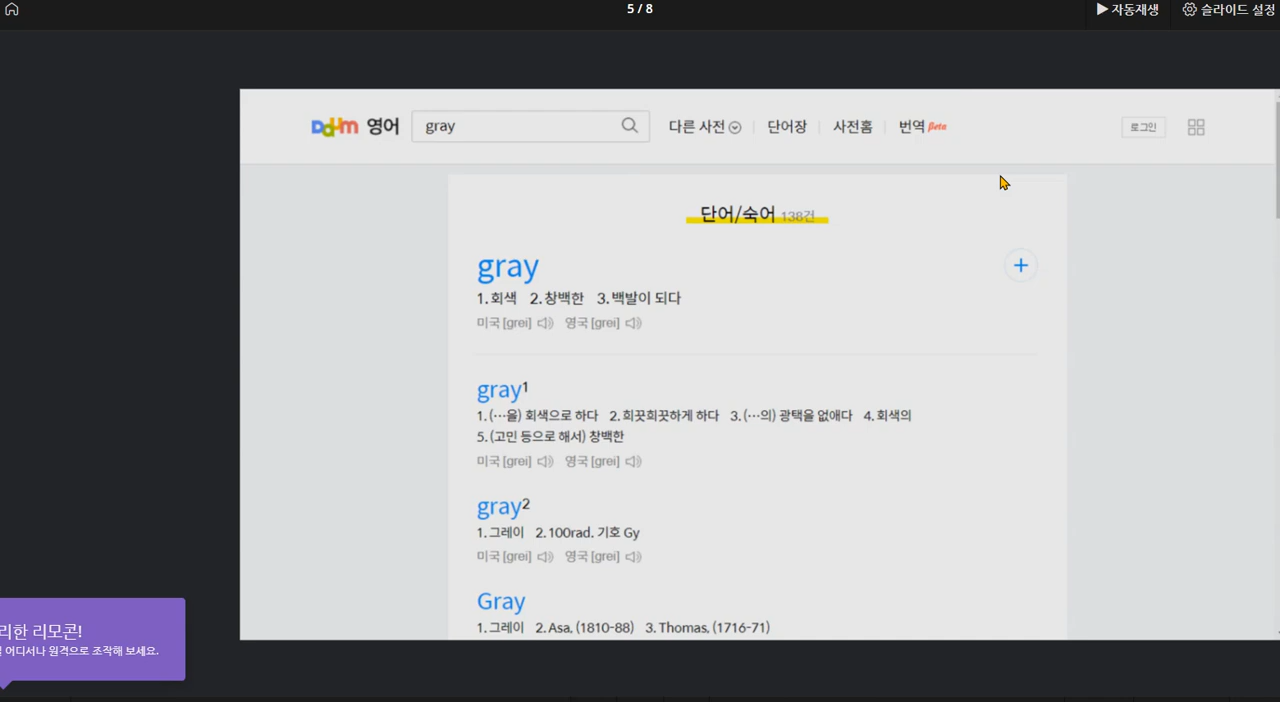 5 / 8
▶ 자동재생
슬라이드 설정
Daum 영어
gray
다른 사전
단어장
사전홈
번역 Beta
로그인
단어/숙어 138건
gray
1. 회색 2. 창백한 3. 백발이 되다
미국 [grei] 영국 [grei]
gray1
1. (…을) 회색으로 하다 2. 희끗희끗하게 하다 3. (…의) 광택을 없애다 4. 회색의
5. (고민 등으로 해서) 창백한
미국 [grei] 영국 [grei]
gray2
1. 그레이 2. 100rad. 기호 Gy
미국 [grei] 영국 [grei]
Gray
1. 그레이 2. Asa, (1810-88) 3. Thomas, (1716-71)
리한 리모콘!
어디서나 원격으로 조작해 보세요.